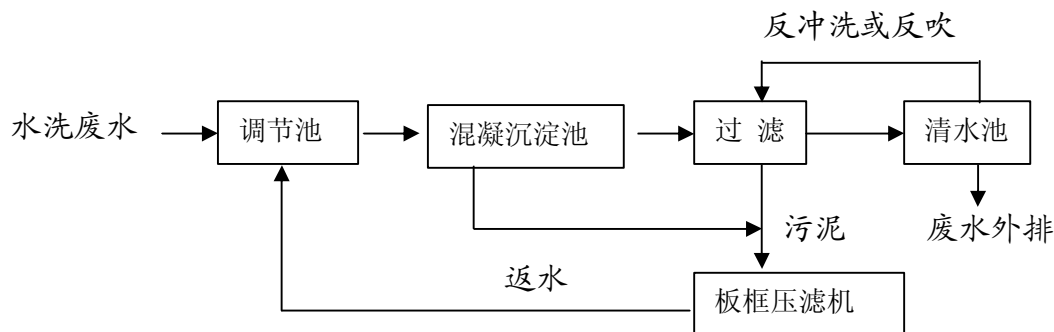 反冲洗或反吹
水洗废水
调节池
混凝沉淀池
过 滤
清水池
污泥
废水外排
返水
板框压滤机